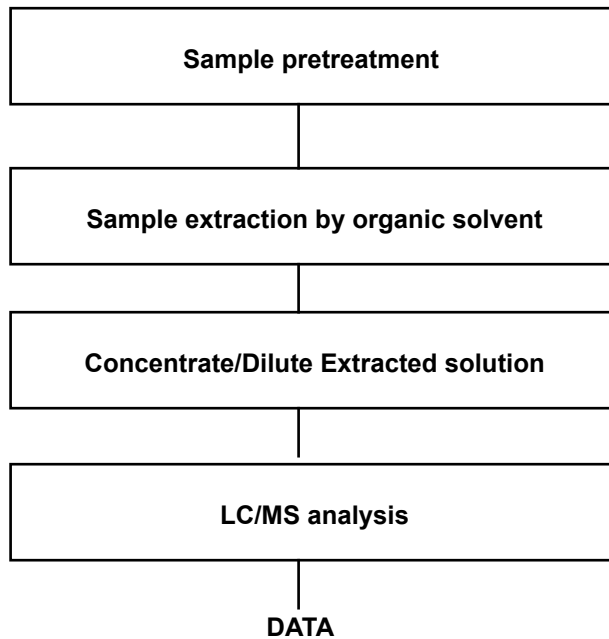 Sample pretreatment
Sample extraction by organic solvent
Concentrate/Dilute Extracted solution
LC/MS analysis
DATA